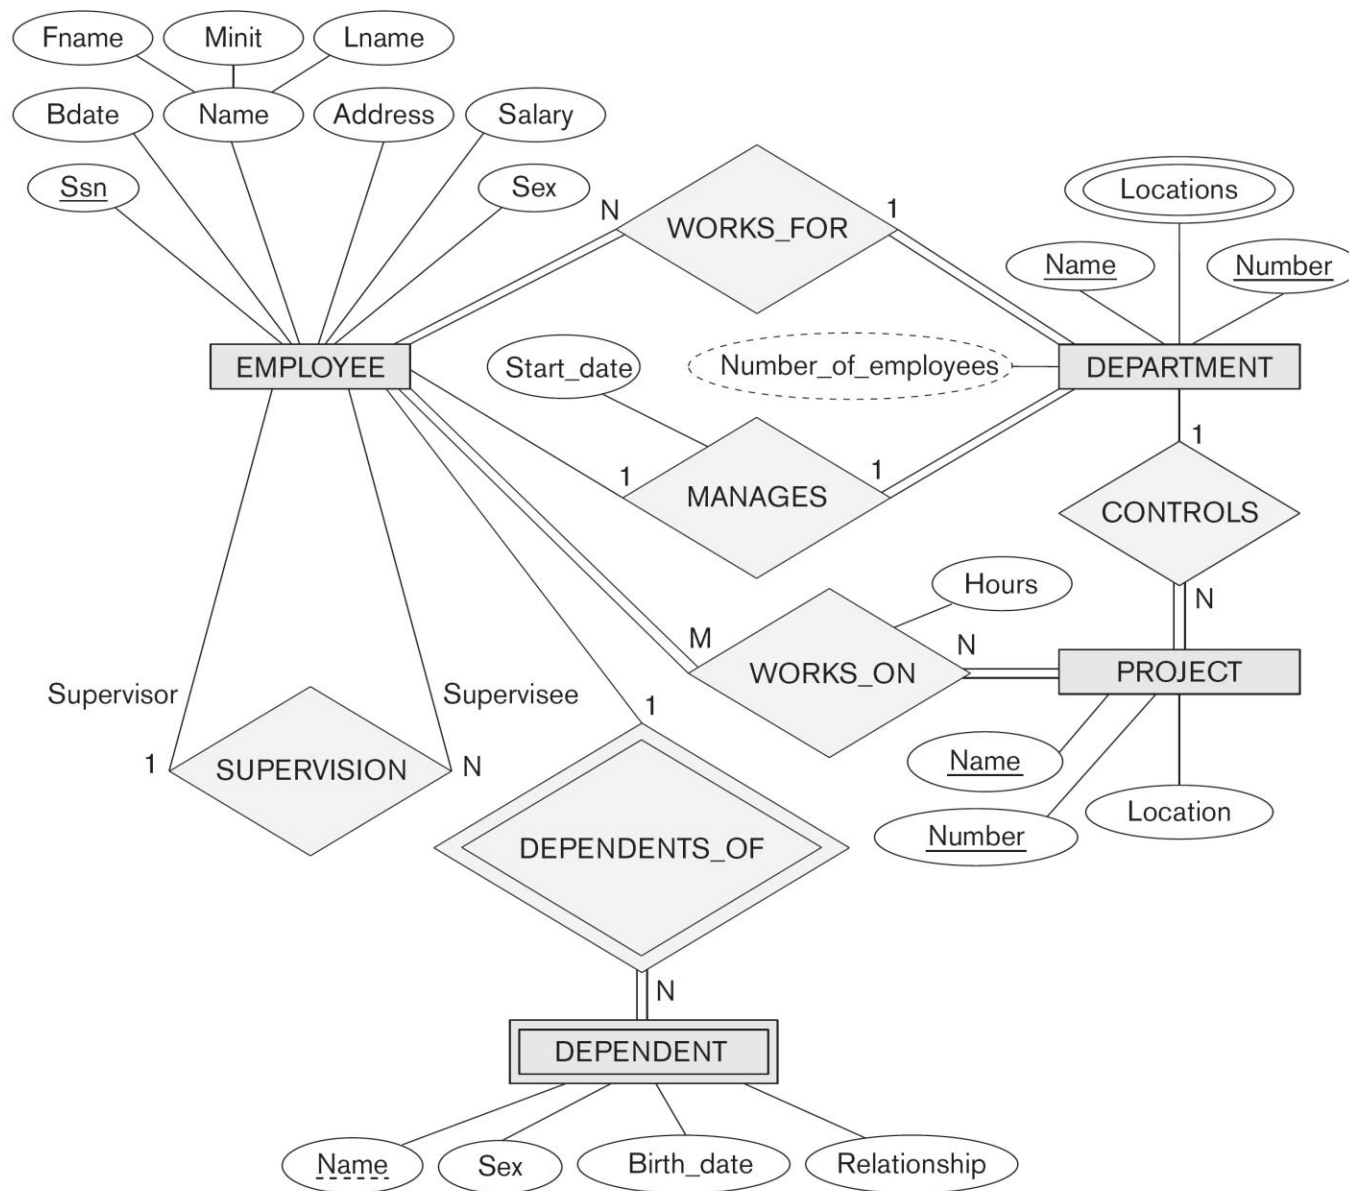 Fname
Minit
Lname
Bdate
Name
Address
Salary
Ssn
Sex
N
WORKS_FOR
1
Locations
Name
Number
EMPLOYEE
Start_date
Number_of_employees
DEPARTMENT
1
MANAGES
1
1
CONTROLS
N
Hours
M
WORKS_ON
N
PROJECT
Supervisor
Supervisee
1
SUPERVISION
N
1
Name
Number
Location
DEPENDENTS_OF
N
DEPENDENT
Name
Sex
Birth_date
Relationship